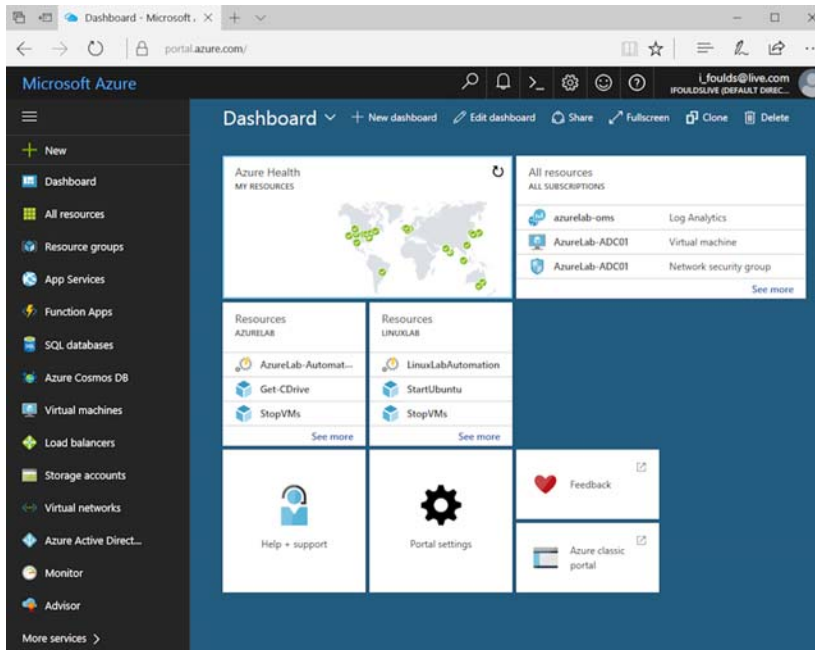 Dashboard - Microsoft
portal.azure.com/
Microsoft Azure
i_foulds@live.com
IFOULDSLIVE (DEFAULT DIREC...
Dashboard
New dashboard
Edit dashboard
Share
Fullscreen
Clone
Delete
New
Dashboard
All resources
Resource groups
App Services
Function Apps
SQL databases
Azure Cosmos DB
Virtual machines
Load balancers
Storage accounts
Virtual networks
Azure Active Direct...
Monitor
Advisor
More services
Azure Health
MY RESOURCES
All resources
ALL SUBSCRIPTIONS
azurelab-oms Log Analytics
AzureLab-ADC01 Virtual machine
AzureLab-ADC01 Network security group
See more
Resources
AZURELAB
AzureLab-Automat...
Get-CDrive
StopVMs
See more
Resources
LINUXLAB
LinuxLabAutomation
StartUbuntu
StopVMs
See more
Help + support
Portal settings
Feedback
Azure classic
portal